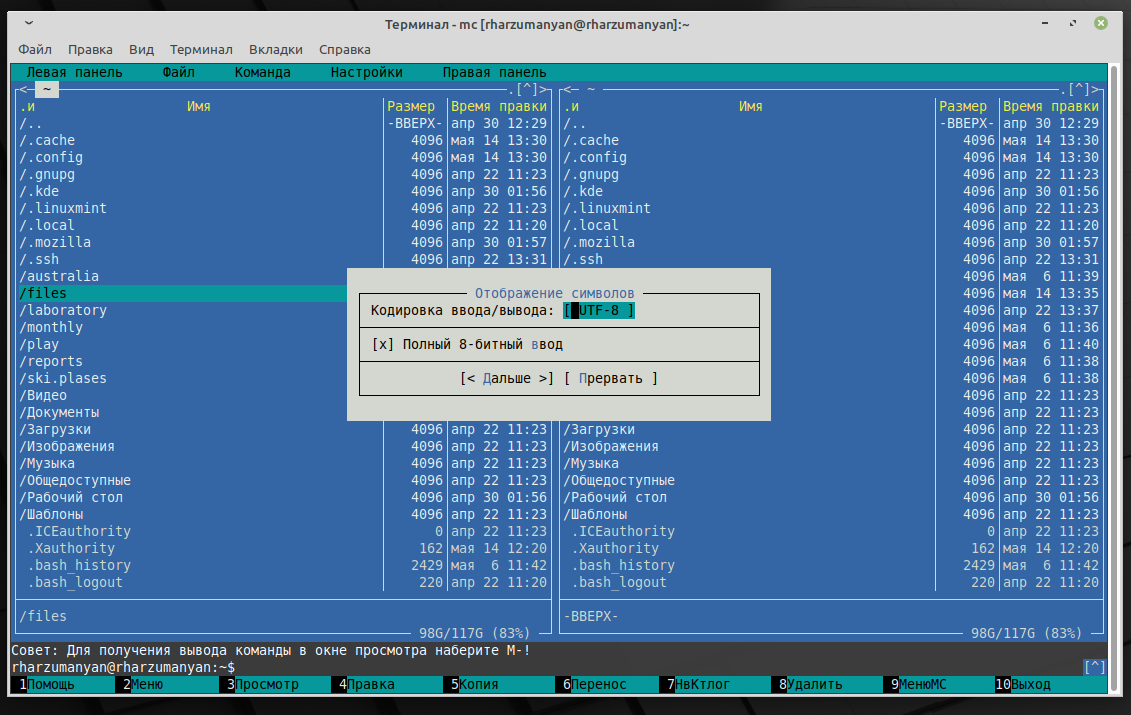 Терминал - mc [rharzumanyan@rharzumanyan]:~
Файл Правка Вид Терминал Вкладки Справка
Левая панель Файл Команда Настройки Правая панель
<─ ~ .[^]> <─ ~ .[^]>
.и Имя Размер Время правки .и Имя Размер Время правки
/.. -ВВЕРХ- апр 30 12:29 /.. -ВВЕРХ- апр 30 12:29
/.cache 4096 мая 14 13:30 /.cache 4096 мая 14 13:30
/.config 4096 мая 14 13:30 /.config 4096 мая 14 13:30
/.gnupg 4096 апр 22 11:23 /.gnupg 4096 апр 22 11:23
/.kde 4096 апр 30 01:56 /.kde 4096 апр 30 01:56
/.linuxmint 4096 апр 22 11:23 /.linuxmint 4096 апр 22 11:23
/.local 4096 апр 22 11:20 /.local 4096 апр 22 11:20
/.mozilla 4096 апр 30 01:57 /.mozilla 4096 апр 30 01:57
/.ssh 4096 апр 22 13:31 /.ssh 4096 апр 22 13:31
/australia 4096 мая 6 11:39
/files Отображение символов 4096 мая 14 13:35
/laboratory Кодировка ввода/вывода: [ UTF-8 ] 4096 апр 22 13:37
/monthly 4096 мая 6 11:36
/play [x] Полный 8-битный ввод 4096 мая 6 11:40
/reports 4096 мая 6 11:38
/ski.plases [< Дальше >] [ Прервать ] 4096 мая 6 11:38
/Видео 4096 апр 22 11:23
/Документы 4096 апр 22 11:23
/Загрузки 4096 апр 22 11:23 /Загрузки 4096 апр 22 11:23
/Изображения 4096 апр 22 11:23 /Изображения 4096 апр 22 11:23
/Музыка 4096 апр 22 11:23 /Музыка 4096 апр 22 11:23
/Общедоступные 4096 апр 22 11:23 /Общедоступные 4096 апр 22 11:23
/Рабочий стол 4096 апр 30 01:56 /Рабочий стол 4096 апр 30 01:56
/Шаблоны 4096 апр 22 11:23 /Шаблоны 4096 апр 22 11:23
.ICEauthority 0 апр 22 11:23 .ICEauthority 0 апр 22 11:23
.Xauthority 162 мая 14 12:20 .Xauthority 162 мая 14 12:20
.bash_history 2429 мая 6 11:42 .bash_history 2429 мая 6 11:42
.bash_logout 220 апр 22 11:20 .bash_logout 220 апр 22 11:20
/files -ВВЕРХ-
98G/117G (83%) 98G/117G (83%)
Совет: Для получения вывода команды в окне просмотра наберите M-!
rharzumanyan@rharzumanyan:~$ [^]
1Помощь 2Меню 3Просмотр 4Правка 5Копия 6Перенос 7НвКтлог 8Удалить 9МенюMC 10Выход